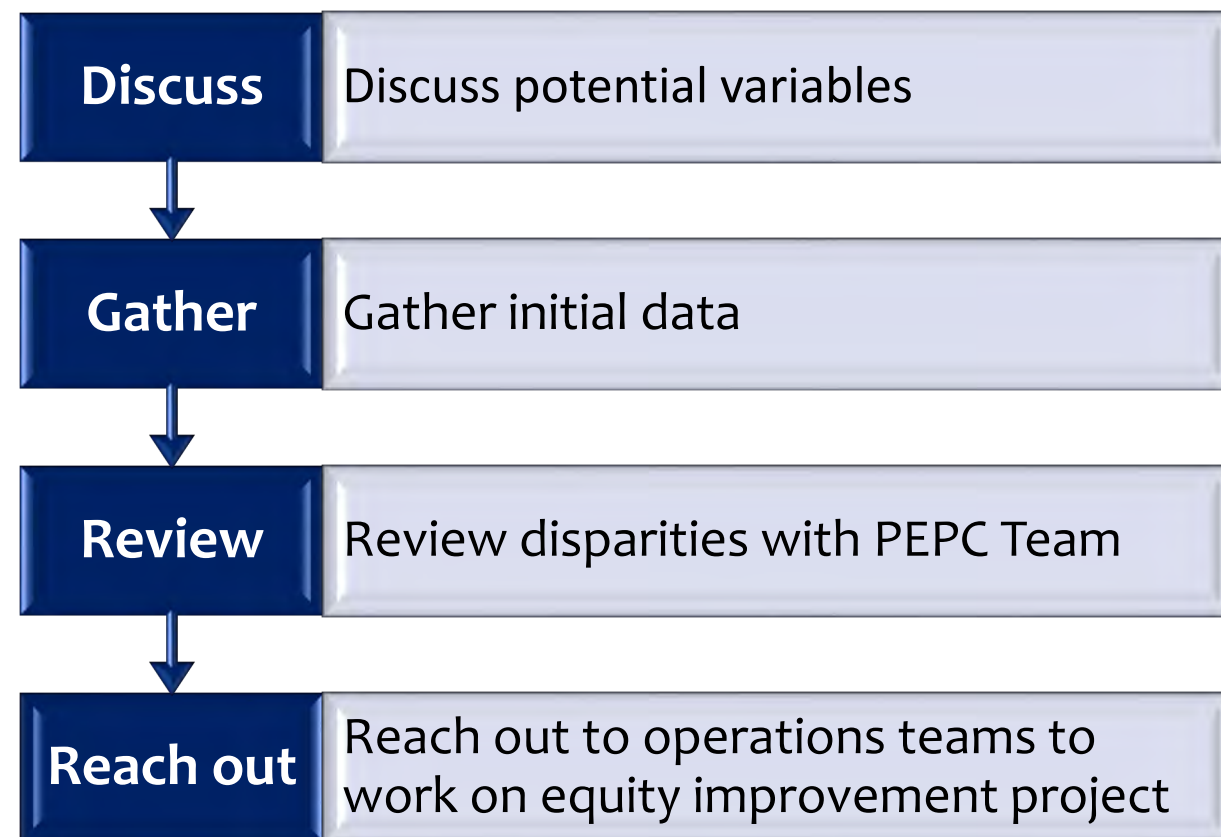 Discuss
Discuss potential variables
Gather
Gather initial data
Review
Review disparities with PEPC Team
Reach out
Reach out to operations teams to
work on equity improvement project